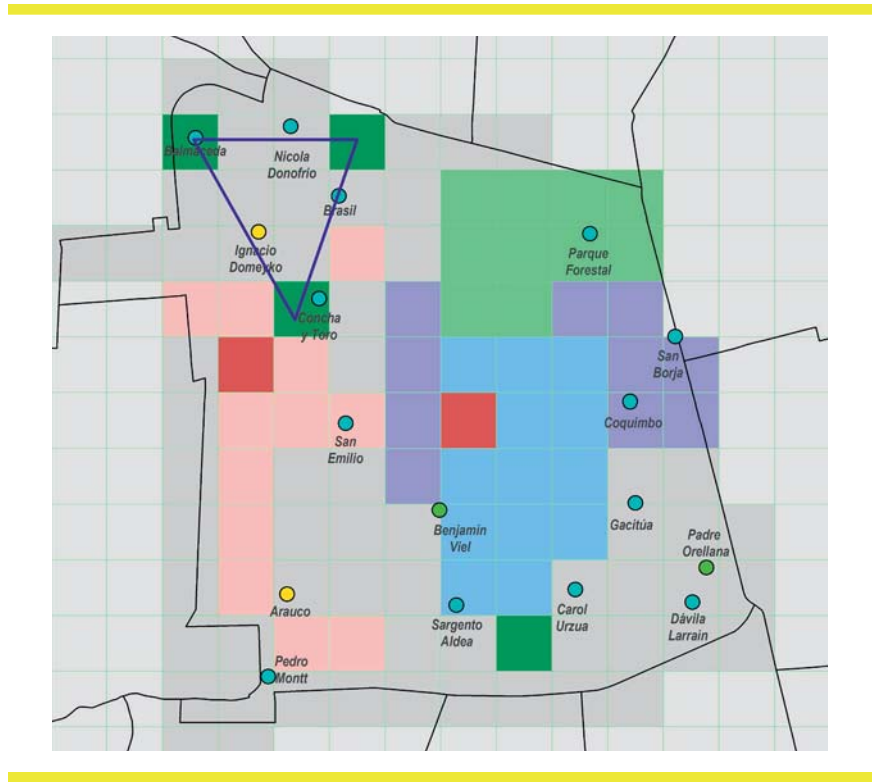 Balmaceda
Nicola
Donofrio
Brasil
Ignacio
Domeyko
Parque
Forestal
Concha
y Toro
San
Borja
Coquimbo
San
Emilio
Gacitúa
Benjamin
Viel
Padre
Orellana
Arauco
Sargento
Aldea
Carol
Urzua
Dávila
Larrain
Pedro
Montt